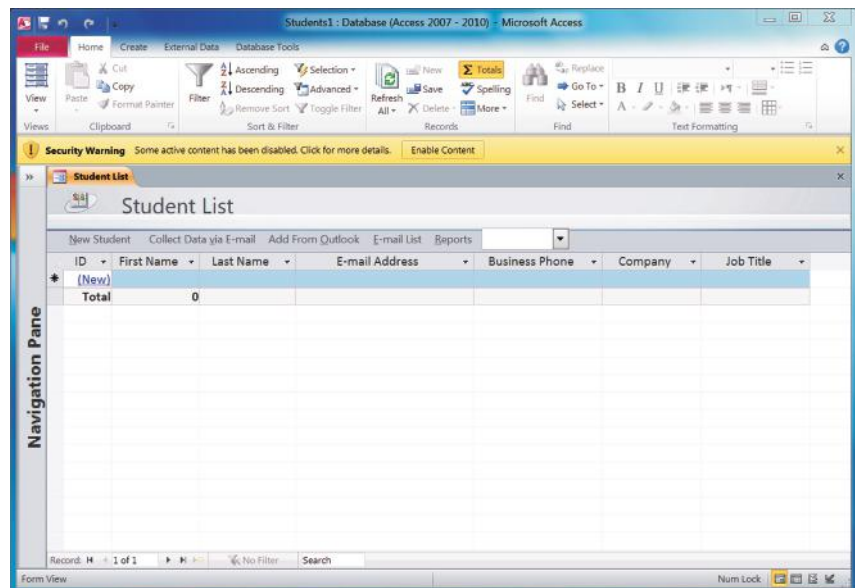 Students1 : Database (Access 2007 - 2010) - Microsoft Access
File Home Create External Data Database Tools
View Paste Cut Copy Format Painter Filter Ascending Descending Remove Sort Selection Advanced Toggle Filter Refresh All New Save Delete Σ Totals Spelling More Find Replace Go To Select B I U A
Views Clipboard Sort & Filter Records Find Text Formatting
Security Warning Some active content has been disabled. Click for more details. Enable Content
Student List
Student List
New Student Collect Data via E-mail Add From Outlook E-mail List Reports
ID First Name Last Name E-mail Address Business Phone Company Job Title
(New)
Total 0
Navigation Pane
Record: 1 of 1 No Filter Search
Form View Num Lock